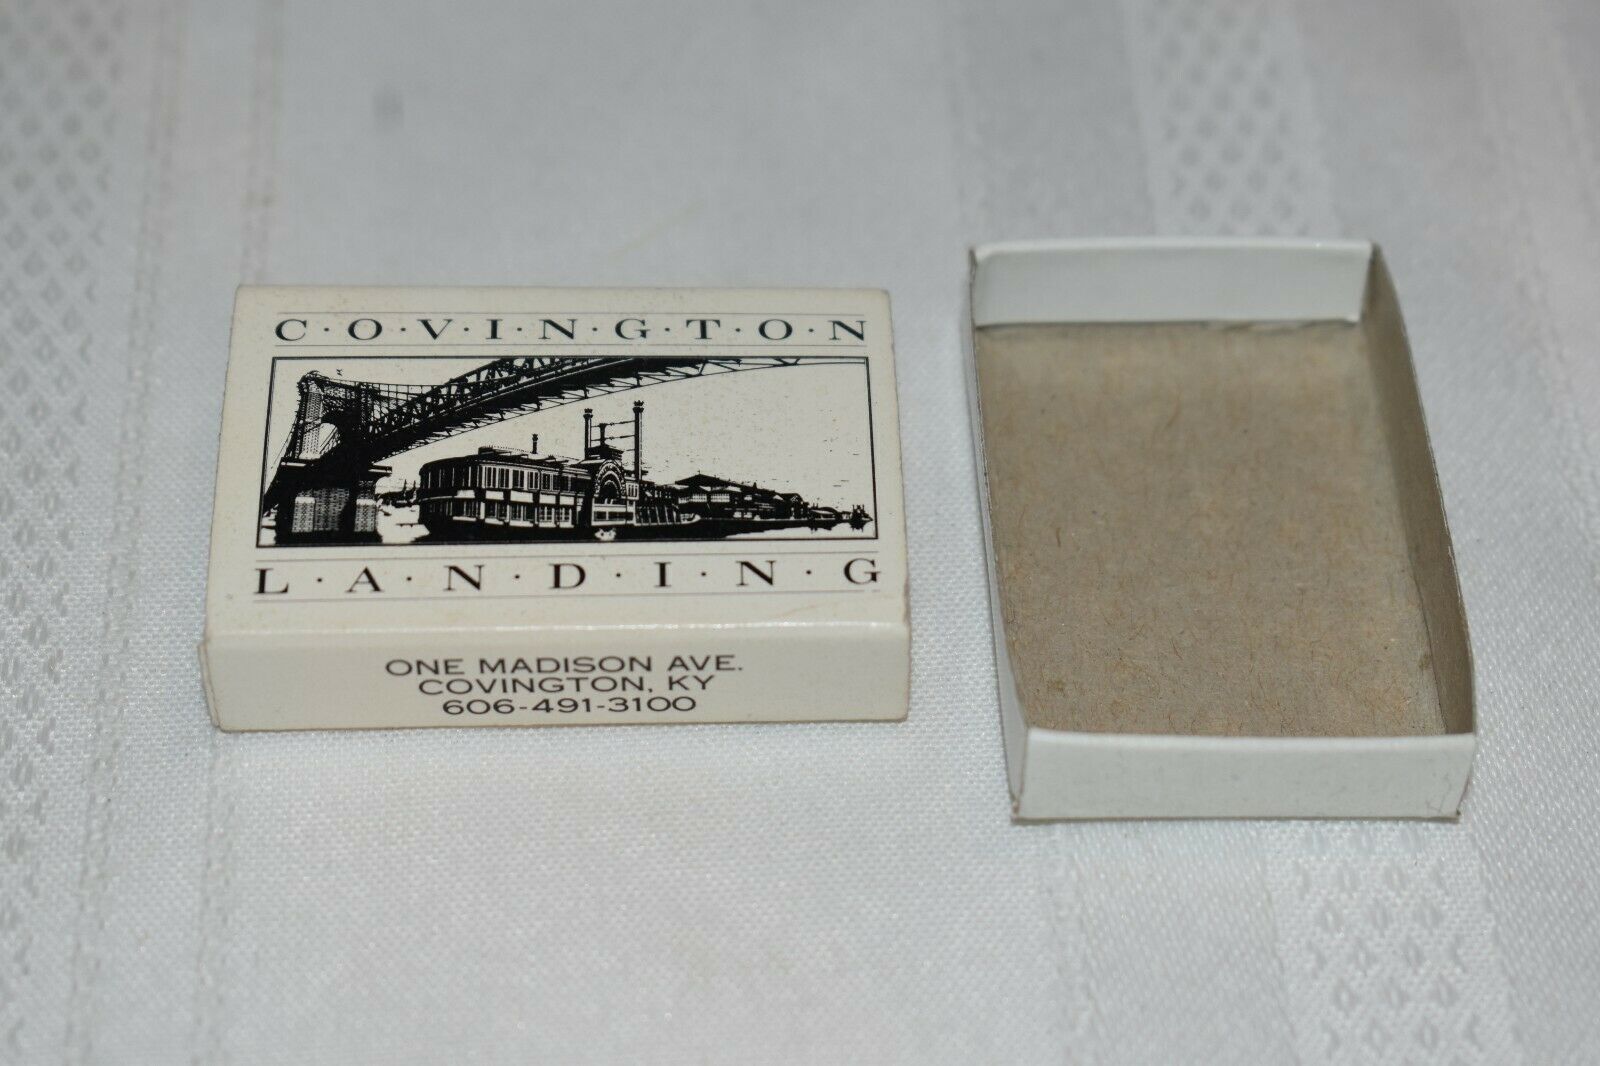 C·O·V·I·N·G·T·O·N
L·A·N·D·I·N·G
ONE MADISON AVE.
COVINGTON, KY
606-491-3100